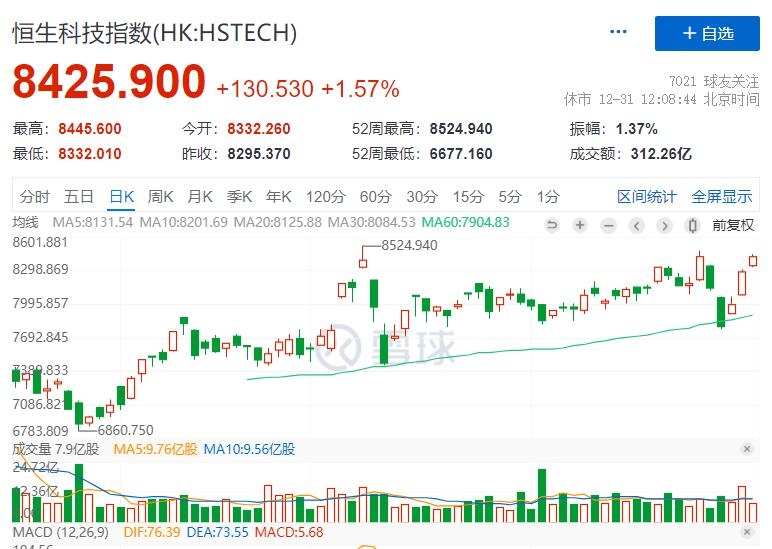 恒生科技指数(HK:HSTECH)
••• + 自选
8425.900 +130.530 +1.57%
7021 球友关注
休市 12-31 12:08:44 北京时间
最高： 8445.600 今开： 8332.260 52周最高： 8524.940 振幅： 1.37%
最低： 8332.010 昨收： 8295.370 52周最低： 6677.160 成交额： 312.26亿
分时 五日 日K 周K 月K 季K 年K 120分 60分 30分 15分 5分 1分 区间统计 全屏显示
均线 MA5:8131.54 MA10:8201.69 MA20:8125.88 MA30:8084.53 MA60:7904.83 前复权
8601.881
8524.940
8298.869
7995.857
7692.845
雪球
7389.833
7086.821
6783.809
6860.750
成交量 7.9亿股 MA5:9.76亿股 MA10:9.56亿股
24.72亿
12.36亿
MACD (12,26,9) DIF:76.39 DEA:73.55 MACD:5.68